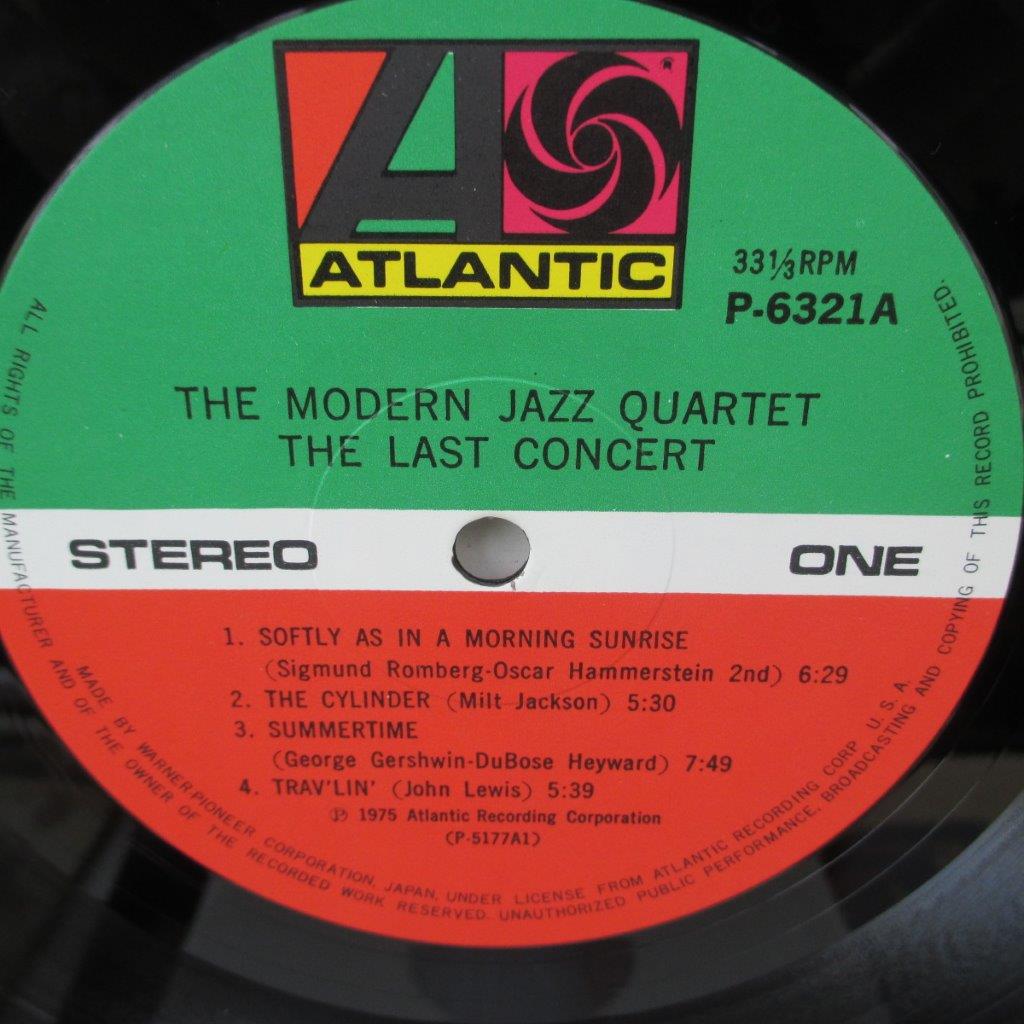 ATLANTIC
33⅓ RPM
P-6321A
THE MODERN JAZZ QUARTET
THE LAST CONCERT
STEREO
ONE
1. SOFTLY AS IN A MORNING SUNRISE
(Sigmund Romberg-Oscar Hammerstein 2nd) 6:29
2. THE CYLINDER (Milt Jackson) 5:30
3. SUMMERTIME
(George Gershwin-DuBose Heyward) 7:49
4. TRAV'LIN' (John Lewis) 5:39
℗ 1975 Atlantic Recording Corporation
(P-5177A1)
MADE BY WARNER-PIONEER CORPORATION, JAPAN, UNDER LICENSE FROM ATLANTIC RECORDING CORP U. S. A.
ALL RIGHTS OF THE MANUFACTURER AND OF THE OWNER OF THE RECORDED WORK RESERVED. UNAUTHORIZED PUBLIC PERFORMANCE, BROADCASTING AND COPYING OF THIS RECORD PROHIBITED.